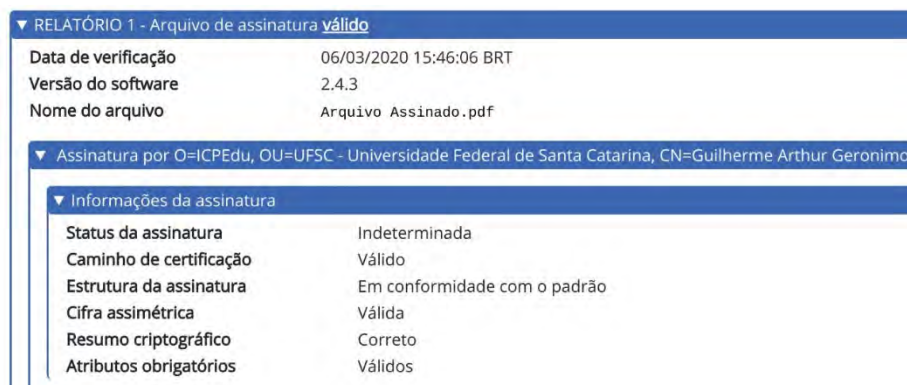 ▼ RELATÓRIO 1 - Arquivo de assinatura válido
Data de verificação 06/03/2020 15:46:06 BRT
Versão do software 2.4.3
Nome do arquivo Arquivo Assinado.pdf
▼ Assinatura por O=ICPEdu, OU=UFSC - Universidade Federal de Santa Catarina, CN=Guilherme Arthur Geronimo
▼ Informações da assinatura
Status da assinatura Indeterminada
Caminho de certificação Válido
Estrutura da assinatura Em conformidade com o padrão
Cifra assimétrica Válida
Resumo criptográfico Correto
Atributos obrigatórios Válidos